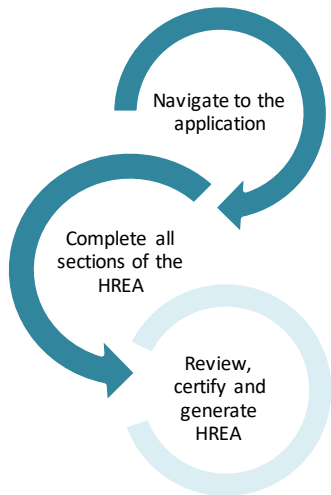 Navigate to the
application
Complete all
sections of the
HREA
Review,
certify and
generate
HREA